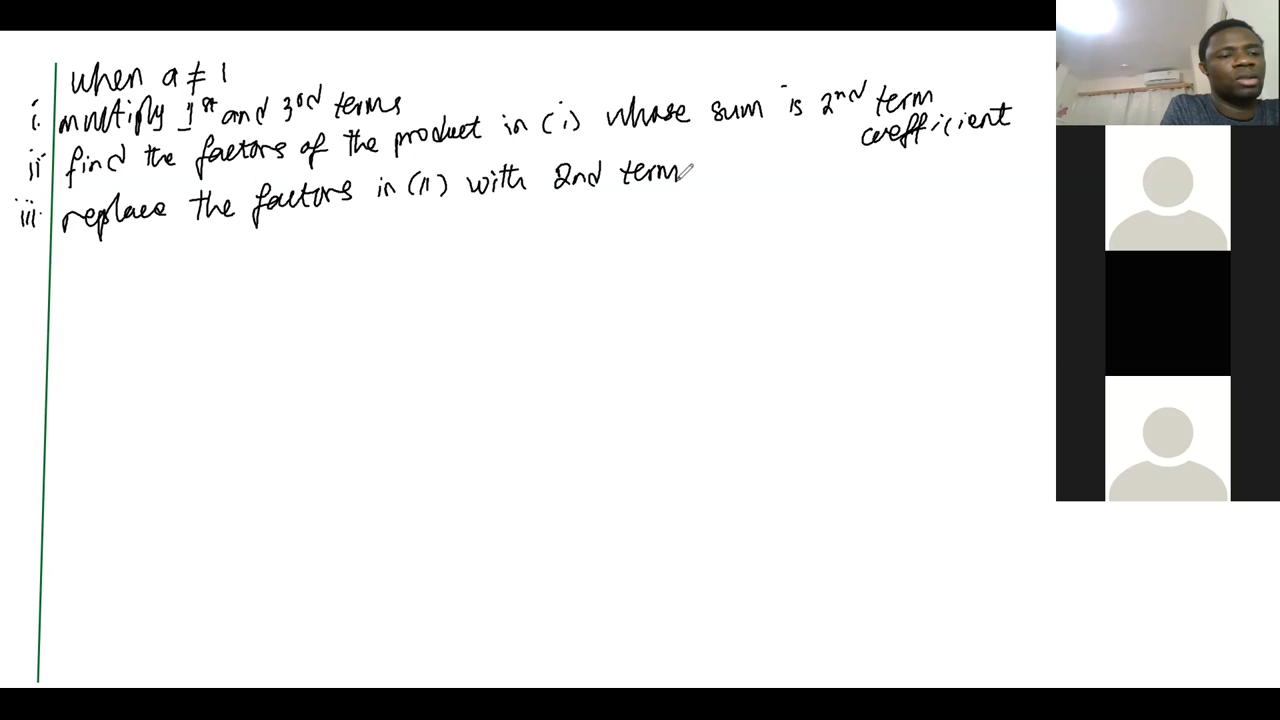 when a ≠ 1
i. multiply 1st and 3rd terms
ii find the factors of the product in (i) whose sum is 2nd term coefficient
iii. replace the factors in (ii) with 2nd term